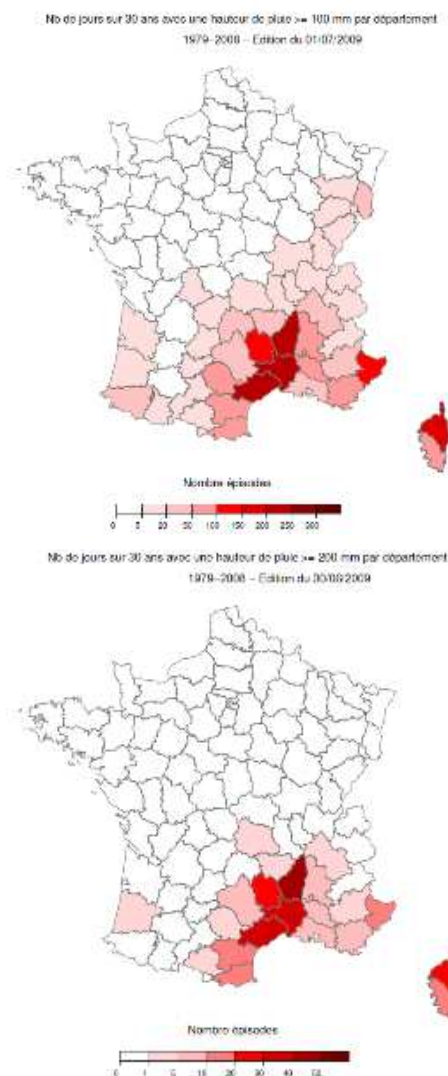 Nb de jours sur 30 ans avec une hauteur de pluie >= 100 mm par département
1979-2008 – Edition du 01/07/2009
Nombre épisodes
0 5 20 50 100 150 200 250 300
Nb de jours sur 30 ans avec une hauteur de pluie >= 200 mm par département
1979-2008 – Edition du 30/06/2009
Nombre épisodes
0 1 5 20 30 40